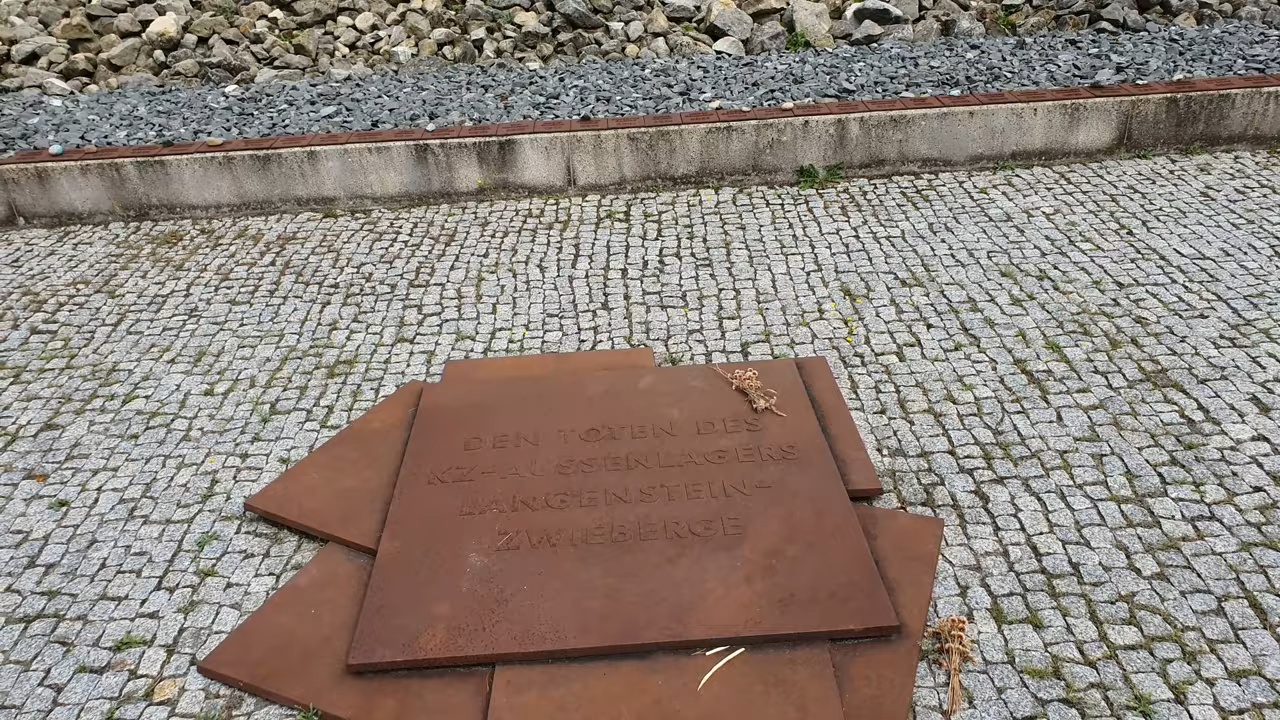 DEN TOTEN DES
KZ-AUSSENLAGERS
LANGENSTEIN-
ZWIEBERGE